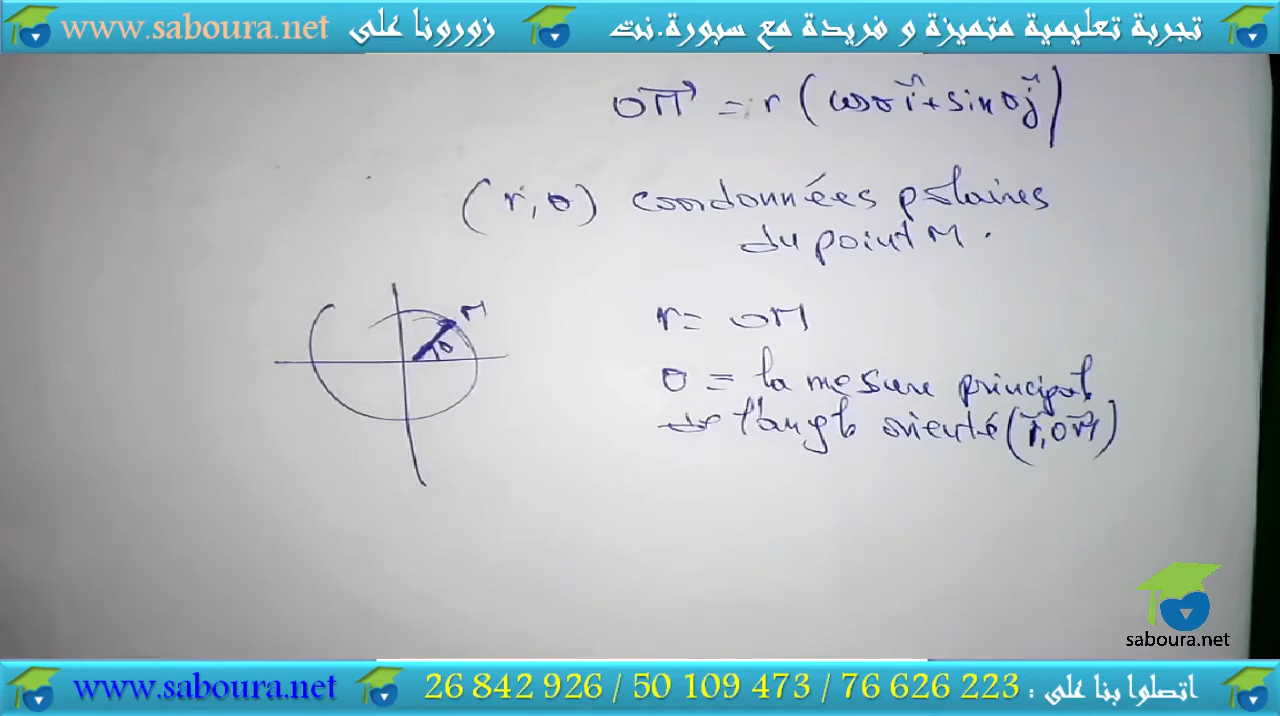 تجربة تعليمية متميزة و فريدة مع سبورة.نت زورونا على www.saboura.net
OM = r (cosθ i + sinθ j)
(r, θ) coordonnées polaires
du point M.
M
θ
r = OM
θ = la mesure principal
de l'angle orienté (i, OM)
saboura.net
اتصلوا بنا على : 26 842 926 / 50 109 473 / 76 626 223 www.saboura.net